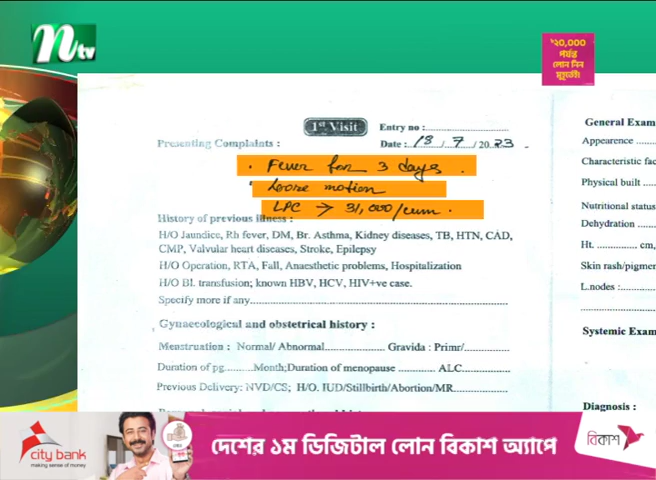 ntv
৳২০,০০০
পর্যন্ত
লোন নিন
মুহূর্তেই!
1st Visit
Entry no :
Presenting Complaints :
Date : 13 / 7 / 2023
. Fever for 3 days .
Loose motion
LPC → 31,000/cumm .
History of previous illness :
H/O Jaundice, Rh fever, DM, Br. Asthma, Kidney diseases, TB, HTN, CAD,
CMP, Valvular heart diseases, Stroke, Epilepsy
H/O Operation, RTA, Fall, Anaesthetic problems, Hospitalization
H/O Bl. transfusion; known HBV, HCV, HIV+ve case.
Specify more if any
Gynaecological and obstetrical history :
Menstruation : Normal/ Abnormal Gravida : Primr/
Duration of pg Month;Duration of menopause ALC
Previous Delivery: NVD/CS; H/O. IUD/Stillbirth/Abortion/MR
General Exam
Appearance
Characteristic fac
Physical built
Nutritional status
Dehydration
Ht. cm,
Skin rash/pigmer
L.nodes :
Systemic Exam
Diagnosis :
city bank
making sense of money
দেশের ১ম ডিজিটাল লোন বিকাশ অ্যাপে
বিকাশ